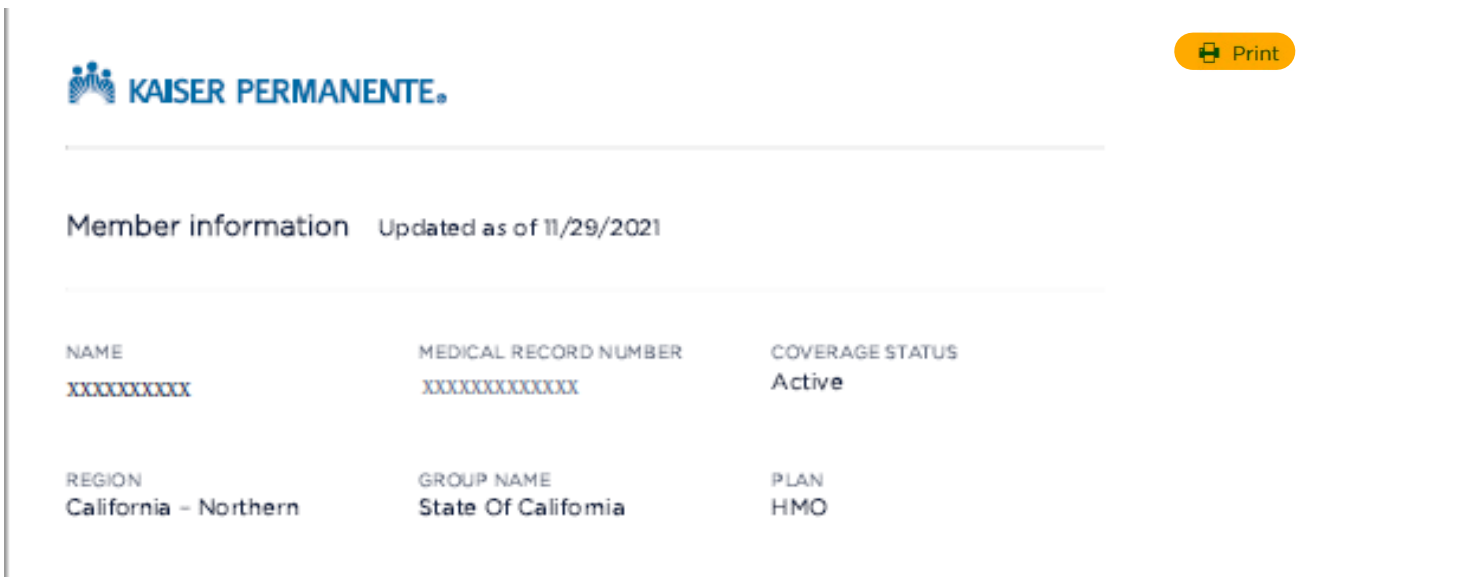 Print
KAISER PERMANENTE®
Member information Updated as of 11/29/2021
NAME MEDICAL RECORD NUMBER COVERAGE STATUS
XXXXXXXXXX XXXXXXXXXXXXX Active
REGION GROUP NAME PLAN
California – Northern State Of California HMO